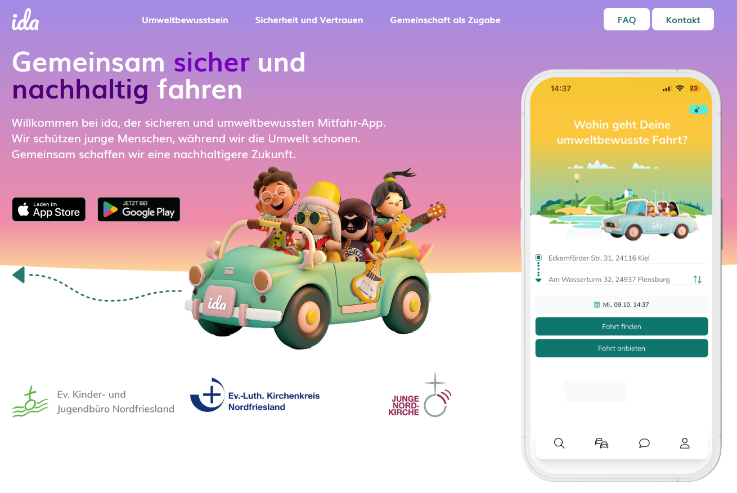 ida
Umweltbewusstsein
Sicherheit und Vertrauen
Gemeinschaft als Zugabe
FAQ
Kontakt
Gemeinsam sicher und
nachhaltig fahren
Willkommen bei ida, der sicheren und umweltbewussten Mitfahr-App.
Wir schützen junge Menschen, während wir die Umwelt schonen.
Gemeinsam schaffen wir eine nachhaltigere Zukunft.
Laden im
App Store
JETZT BEI
Google Play
ida
Ev. Kinder- und
Jugendbüro Nordfriesland
Ev.-Luth. Kirchenkreis
Nordfriesland
JUNGE
NORD-
KIRCHE
14:37
23
Wohin geht Deine
umweltbewusste Fahrt?
ida
Eckernförder Str. 31, 24116 Kiel
Am Wasserturm 32, 24937 Flensburg
Mi., 09.10. 14:37
Fahrt finden
Fahrt anbieten